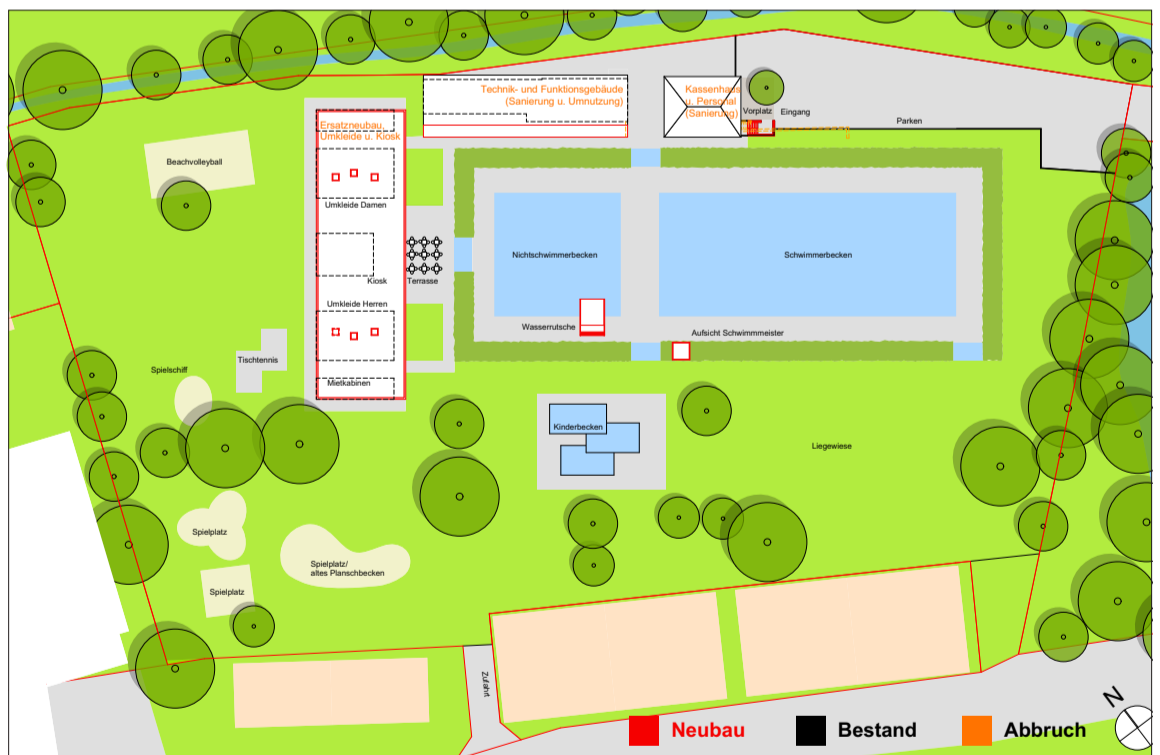 Technik- und Funktionsgebäude
(Sanierung u. Umnutzung)
Kassenhaus
u. Personal
(Sanierung)
Vorplatz
Eingang
Parken
Ersatzneubau,
Umkleide u. Kiosk
Beachvolleyball
Umkleide Damen
Nichtschwimmerbecken
Schwimmerbecken
Kiosk
Terrasse
Umkleide Herren
Wasserrutsche
Aufsicht Schwimmmeister
Tischtennis
Spielschiff
Mietkabinen
Kinderbecken
Liegewiese
Spielplatz
Spielplatz/
altes Planschbecken
Spielplatz
Zufahrt
N
Neubau
Bestand
Abbruch